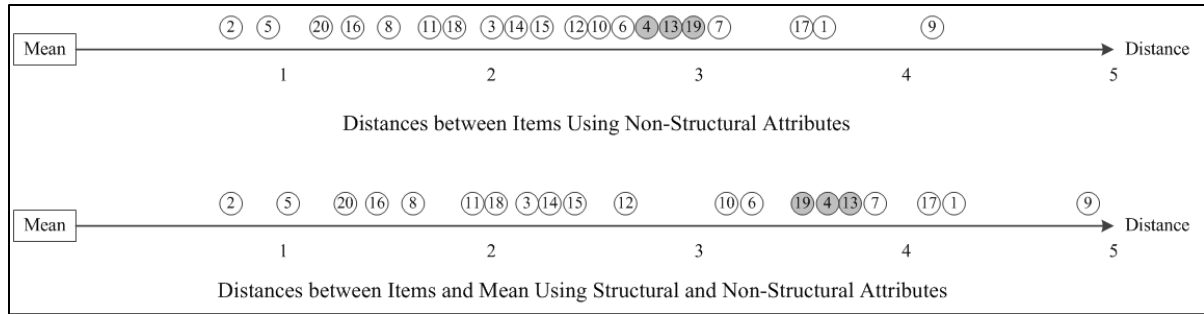 2 5 20 16 8 11 18 3 14 15 12 10 6 4 13 19 7 17 1 9
Mean Distance
1 2 3 4 5
Distances between Items Using Non-Structural Attributes
2 5 20 16 8 11 18 3 14 15 12 10 6 19 4 13 7 17 1 9
Mean Distance
1 2 3 4 5
Distances between Items and Mean Using Structural and Non-Structural Attributes